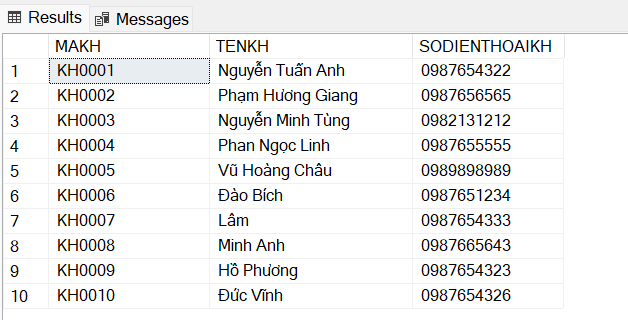 Results Messages
MAKH TENKH SODIENTHOAIKH
1 KH0001 Nguyễn Tuấn Anh 0987654322
2 KH0002 Phạm Hương Giang 0987656565
3 KH0003 Nguyễn Minh Tùng 0982131212
4 KH0004 Phan Ngọc Linh 0987655555
5 KH0005 Vũ Hoàng Châu 0989898989
6 KH0006 Đào Bích 0987651234
7 KH0007 Lâm 0987654333
8 KH0008 Minh Anh 0987665643
9 KH0009 Hồ Phương 0987654323
10 KH0010 Đức Vĩnh 0987654326